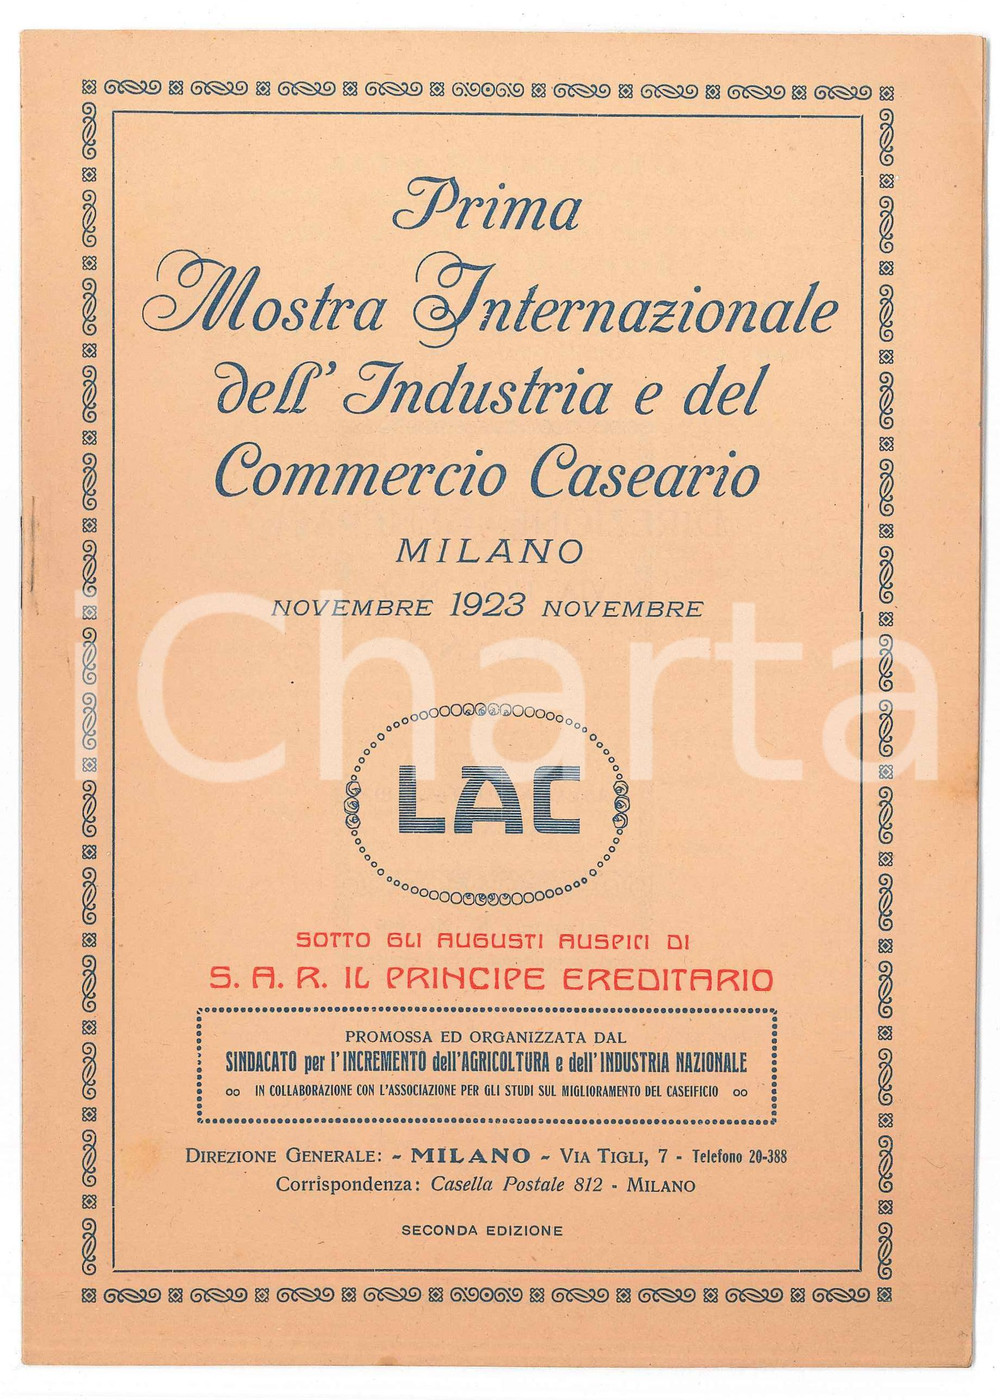 Prima
Mostra Internazionale
dell' Industria e del
Commercio Caseario
MILANO
NOVEMBRE 1923 NOVEMBRE
iCharta
LAC
SOTTO GLI AUGUSTI AUSPICI DI
S. A. R. IL PRINCIPE EREDITARIO
PROMOSSA ED ORGANIZZATA DAL
SINDACATO per l'INCREMENTO dell'AGRICOLTURA e dell'INDUSTRIA NAZIONALE
IN COLLABORAZIONE CON L'ASSOCIAZIONE PER GLI STUDI SUL MIGLIORAMENTO DEL CASEIFICIO
DIREZIONE GENERALE: - MILANO - VIA TIGLI, 7 - Telefono 20-388
Corrispondenza: Casella Postale 812 - MILANO
SECONDA EDIZIONE